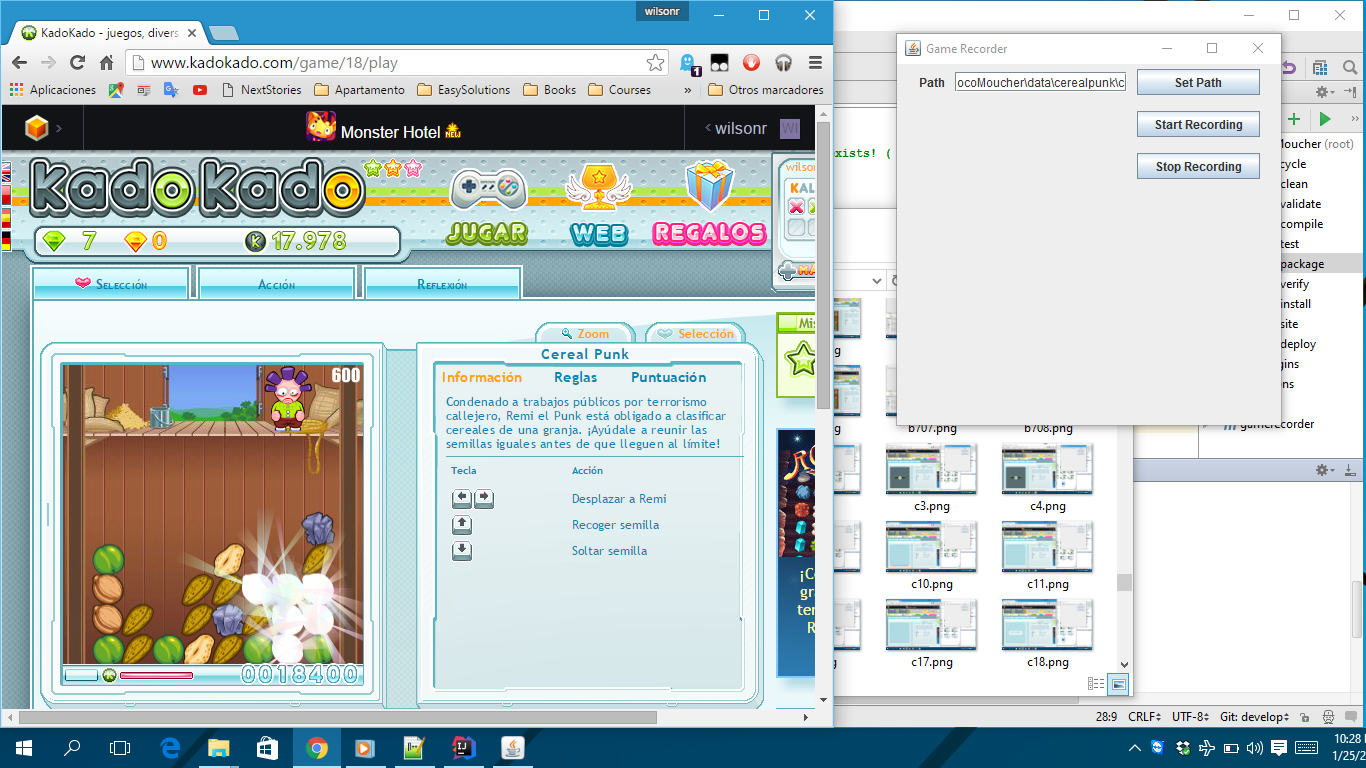 wilsonr
KadoKado - juegos, divers
www.kadokado.com/game/18/play
1
Aplicaciones
NextStories
Apartamento
EasySolutions
Books
Courses
»
Otros marcadores
Monster Hotel NEW
wilsonr
WI
KadoKado
JUGAR
WEB
REGALOS
7
0
K 17.978
wilson
KAL
Selección
Acción
Reflexión
Zoom
Selección
Mis
Cereal Punk
Información
Reglas
Puntuación
Condenado a trabajos públicos por terrorismo
callejero, Remi el Punk está obligado a clasificar
cereales de una granja. ¡Ayúdale a reunir las
semillas iguales antes de que lleguen al límite!
Tecla
Acción
Desplazar a Remi
Recoger semilla
Soltar semilla
600
0018400
Game Recorder
Path
ocoMoucher\data\cerealpunk\c
Set Path
Start Recording
Stop Recording
xists! (
Moucher (root)
cycle
clean
validate
compile
test
package
verify
install
site
deploy
gins
ns
gamerecorder
b707.png
b708.png
c3.png
c4.png
c10.png
c11.png
c17.png
c18.png
28:9
CRLF
UTF-8
Git: develop
10:28
1/25/2